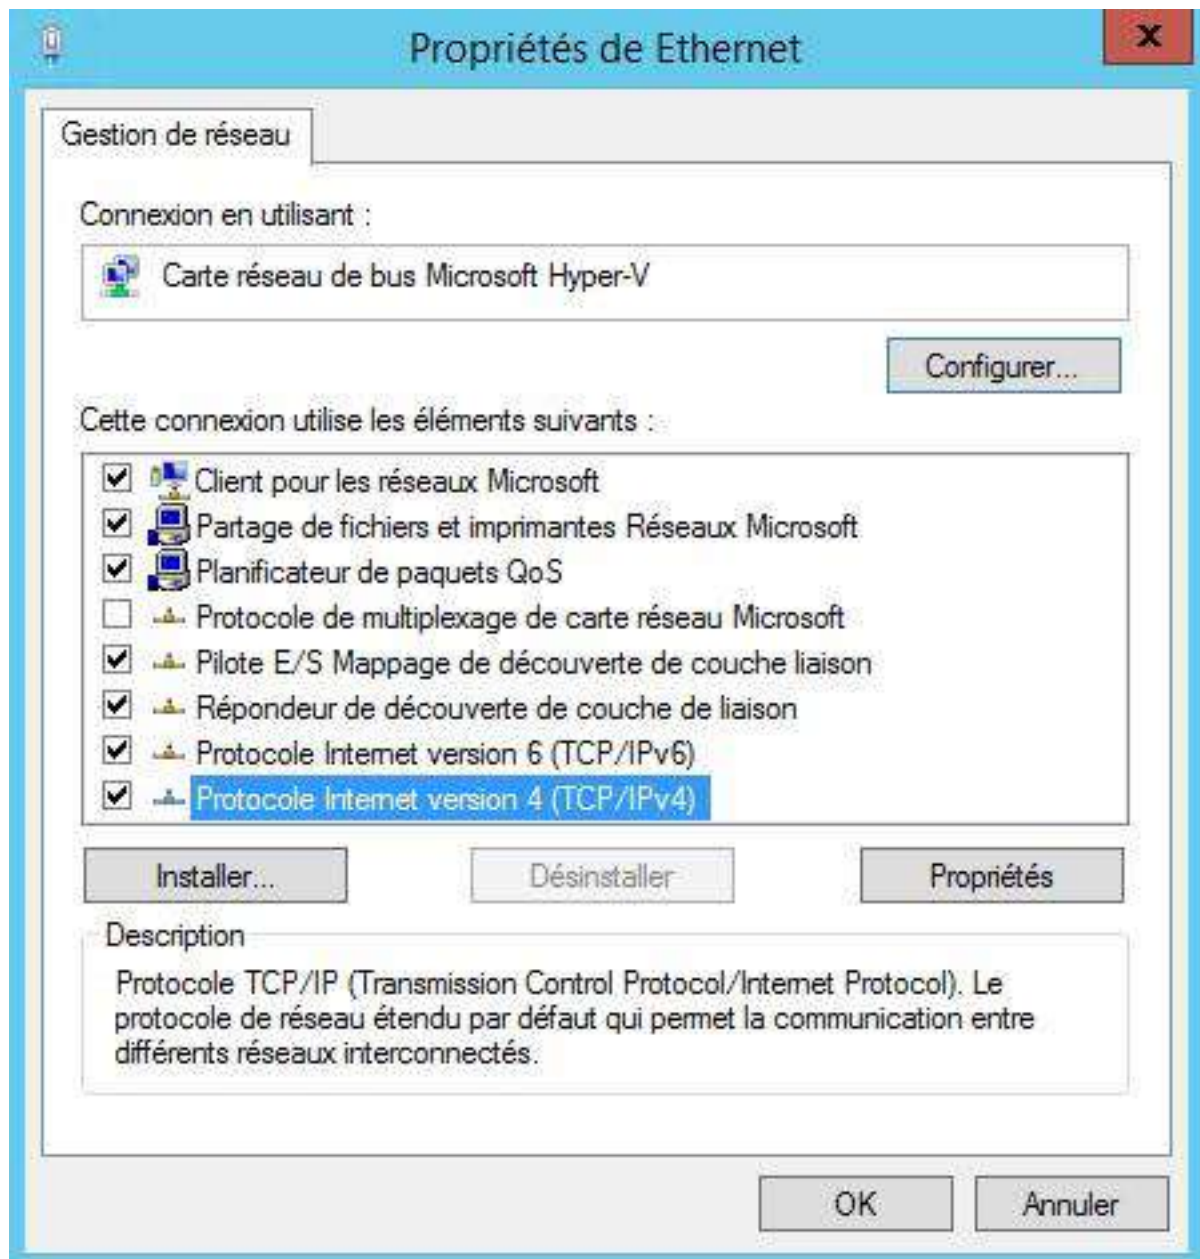 Propriétés de Ethernet
x
Gestion de réseau
Connexion en utilisant :
Carte réseau de bus Microsoft Hyper-V
Configurer...
Cette connexion utilise les éléments suivants :
Client pour les réseaux Microsoft
Partage de fichiers et imprimantes Réseaux Microsoft
Planificateur de paquets QoS
Protocole de multiplexage de carte réseau Microsoft
Pilote E/S Mappage de découverte de couche liaison
Répondeur de découverte de couche de liaison
Protocole Internet version 6 (TCP/IPv6)
Protocole Internet version 4 (TCP/IPv4)
Installer...
Désinstaller
Propriétés
Description
Protocole TCP/IP (Transmission Control Protocol/Internet Protocol). Le
protocole de réseau étendu par défaut qui permet la communication entre
différents réseaux interconnectés.
OK
Annuler